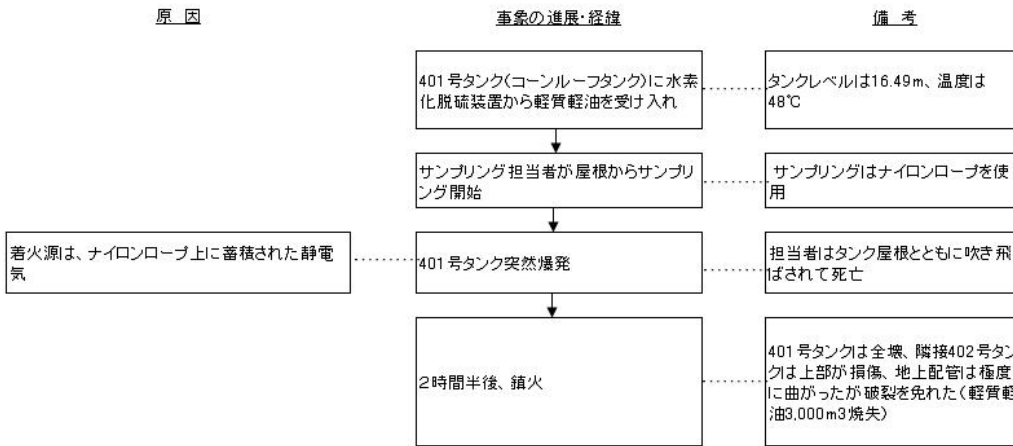 原 因
事象の進展・経緯
備 考
401号タンク(コーンルーフタンク)に水素
化脱硫装置から軽質軽油を受け入れ
タンクレベルは16.49m、温度は
48℃
サンプリング担当者が屋根からサンプリ
ング開始
サンプリングはナイロンロープを使
用
着火源は、ナイロンロープ上に蓄積された静電
気
401号タンク突然爆発
担当者はタンク屋根とともに吹き飛
ばされて死亡
2時間半後、鎮火
401号タンクは全壊、隣接402号タン
クは上部が損傷、地上配管は極度
に曲がったが破裂を免れた(軽質軽
油3,000m3焼失)